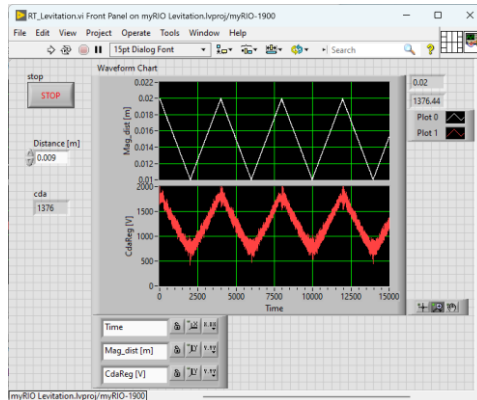 RT_Levitation.vi Front Panel on myRIO Levitation.lvproj/myRIO-1900
File Edit View Project Operate Tools Window Help
15pt Dialog Font
Search
stop
STOP
Distance [m]
0.009
cda
1376
Waveform Chart
0.02
1376.44
Plot 0
Plot 1
Mag_dist [m]
0.022
0.02
0.018
0.016
0.014
0.012
0.01
CdaReg [V]
2000
1500
1000
500
0
0 2500 5000 7500 10000 12500 15000
Time
Time
Mag_dist [m]
CdaReg [V]
myRIO Levitation.lvproj/myRIO-1900